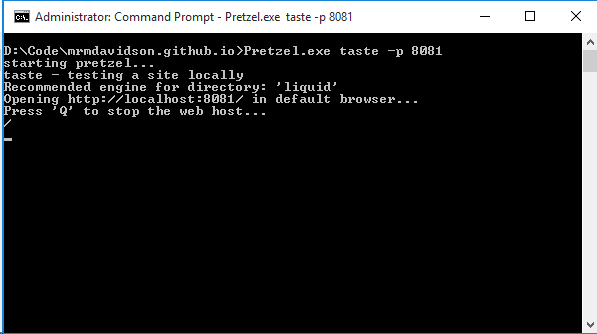 Administrator: Command Prompt - Pretzel.exe taste -p 8081
D:\Code\mrmdavidson.github.io>Pretzel.exe taste -p 8081
starting pretzel...
taste - testing a site locally
Recommended engine for directory: 'liquid'
Opening http://localhost:8081/ in default browser...
Press 'Q' to stop the web host...
/